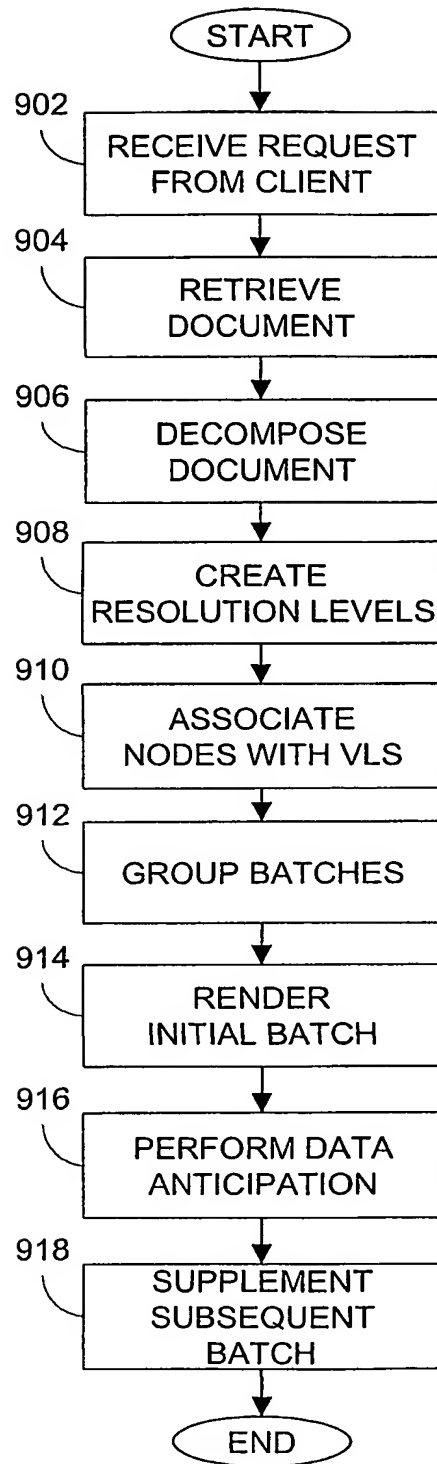 START
902
RECEIVE REQUEST
FROM CLIENT
904
RETRIEVE
DOCUMENT
906
DECOMPOSE
DOCUMENT
908
CREATE
RESOLUTION LEVELS
910
ASSOCIATE
NODES WITH VLS
912
GROUP BATCHES
914
RENDER
INITIAL BATCH
916
PERFORM DATA
ANTICIPATION
918
SUPPLEMENT
SUBSEQUENT
BATCH
END